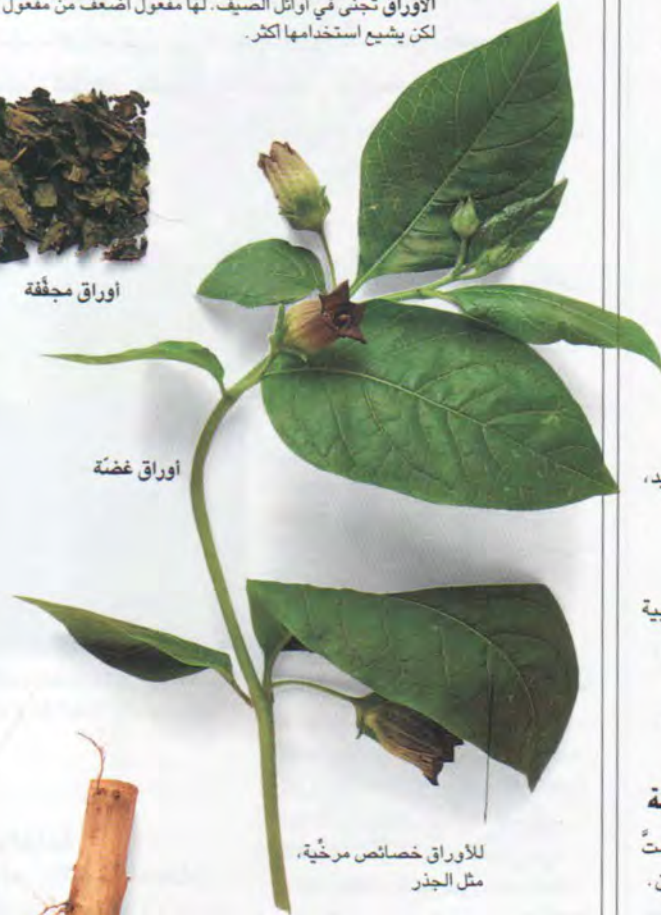 الأوراق تجنى في أوائل الصيف. لها مفعول أضعف من مفعول
لكن يشيع استخدامها أكثر.
أوراق مجفَّفة
أوراق غضّة
للأوراق خصائص مرخّية،
مثل الجذر